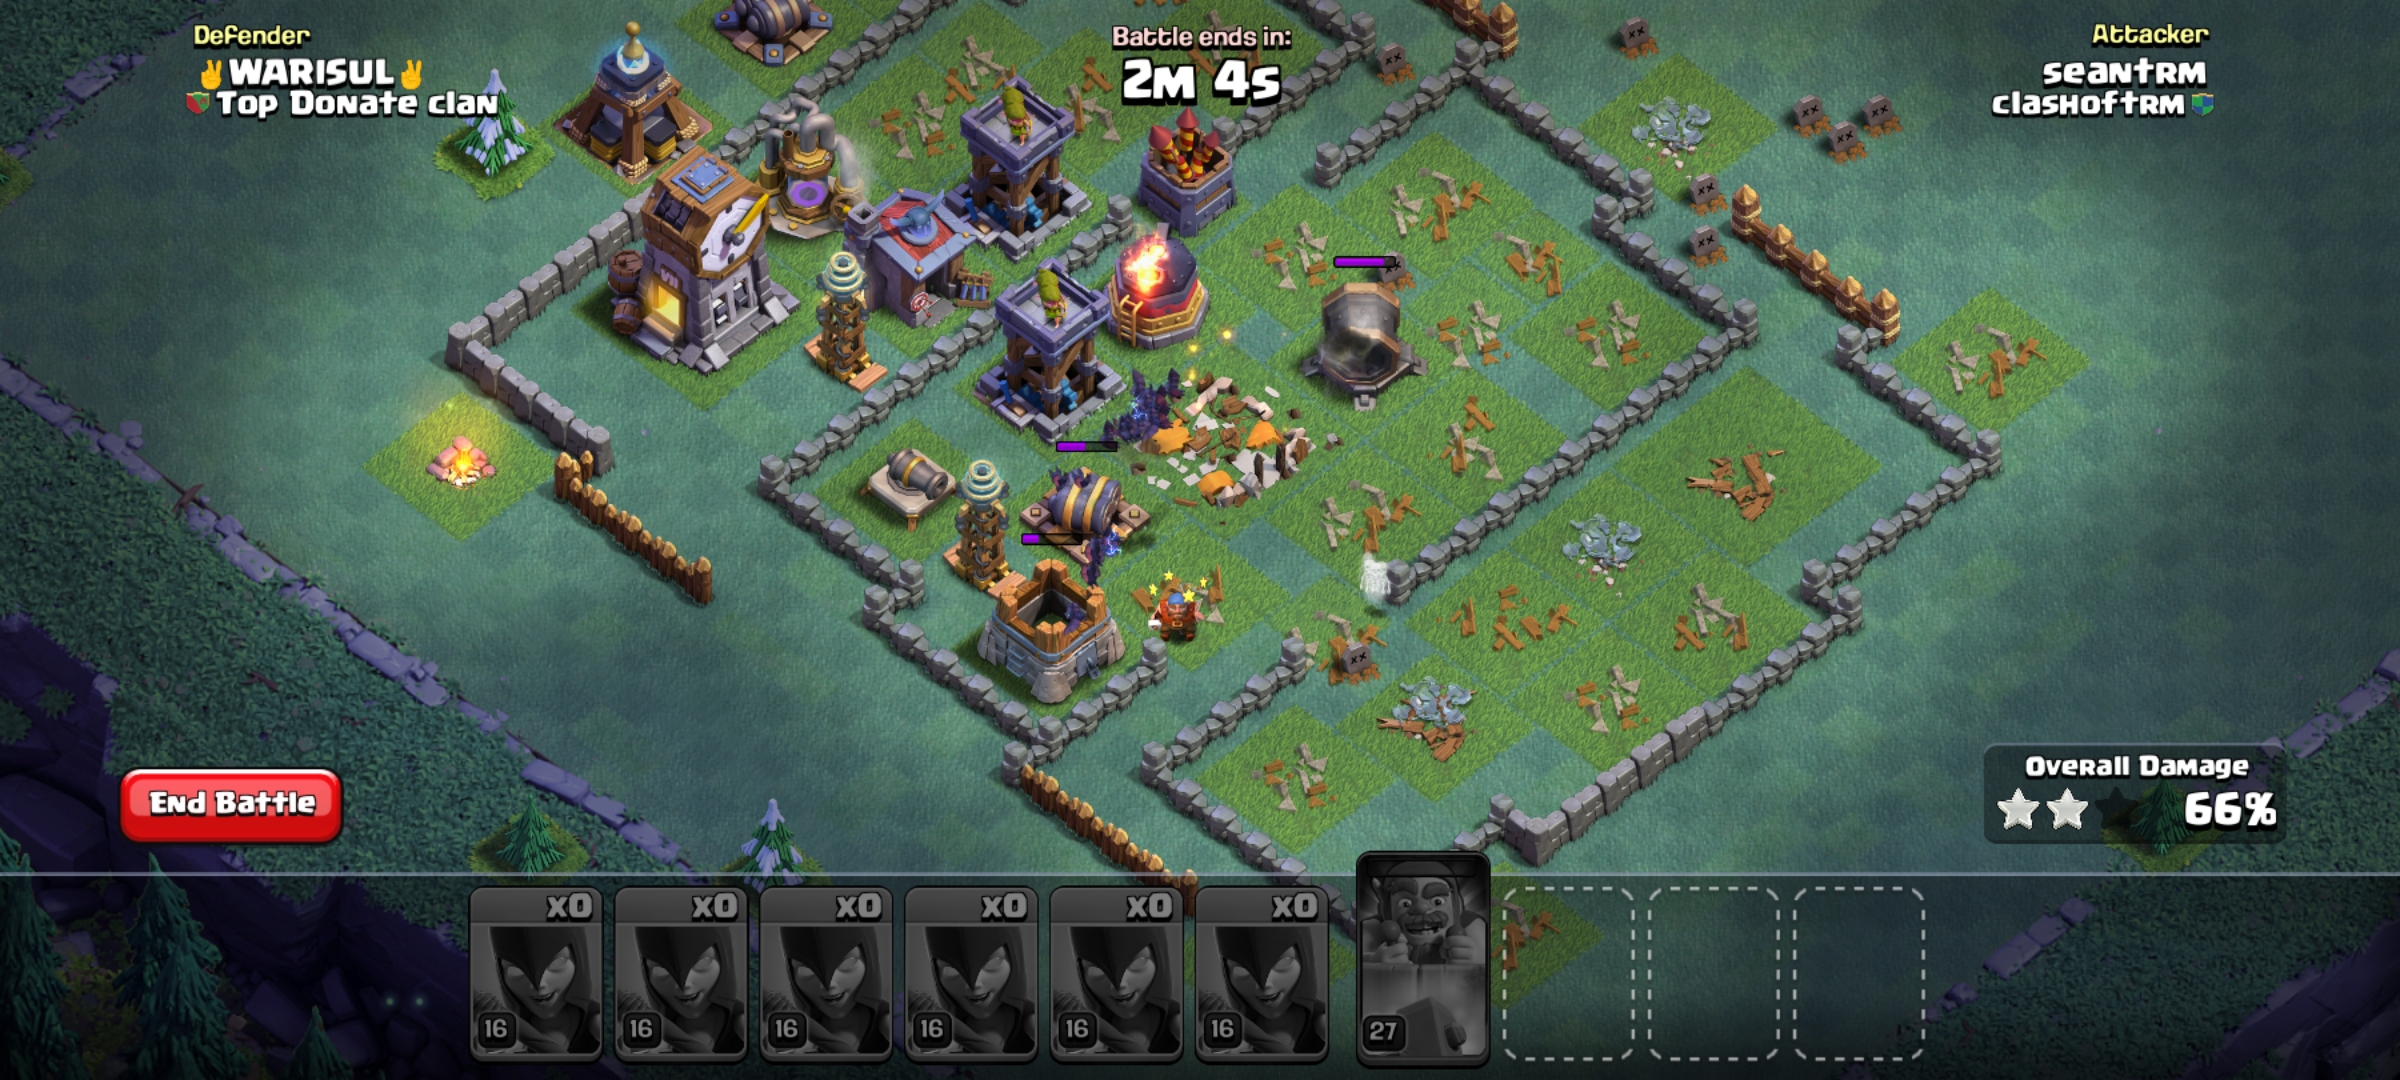 Defender
✌WARISUL✌
Top Donate clan
Battle ends in:
2M 4s
Attacker
seantRM
clashoftRM
End Battle
Overall Damage
66%
x0 x0 x0 x0 x0 x0
16 16 16 16 16 16 27